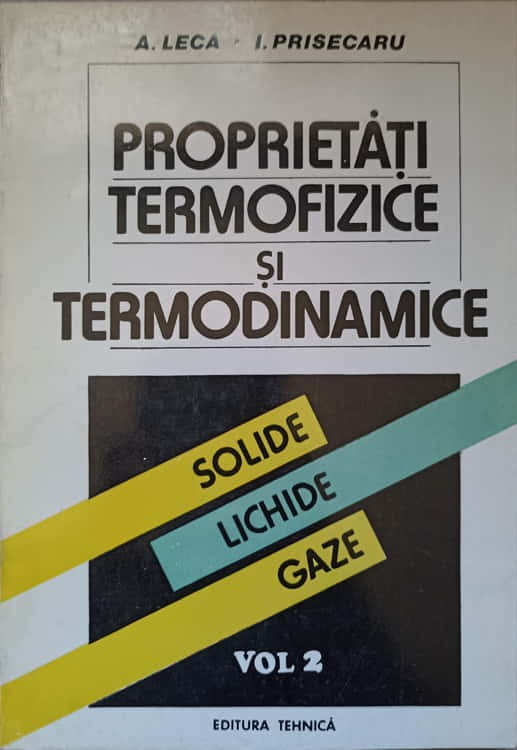 A. LECA · I. PRISECARU
PROPRIETĂȚI
TERMOFIZICE
ȘI
TERMODINAMICE
SOLIDE
LICHIDE
GAZE
VOL 2
EDITURA TEHNICĂ